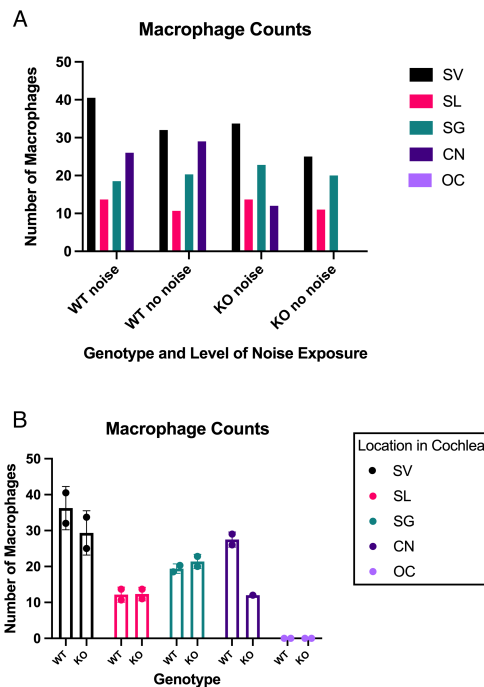 A
Macrophage Counts
Number of Macrophages
50
40
30
20
10
0
WT noise
WT no noise
KO noise
KO no noise
Genotype and Level of Noise Exposure
SV
SL
SG
CN
OC
B
Macrophage Counts
Number of Macrophages
50
40
30
20
10
0
WT KO WT KO WT KO WT KO WT KO
Genotype
Location in Cochlea
SV
SL
SG
CN
OC